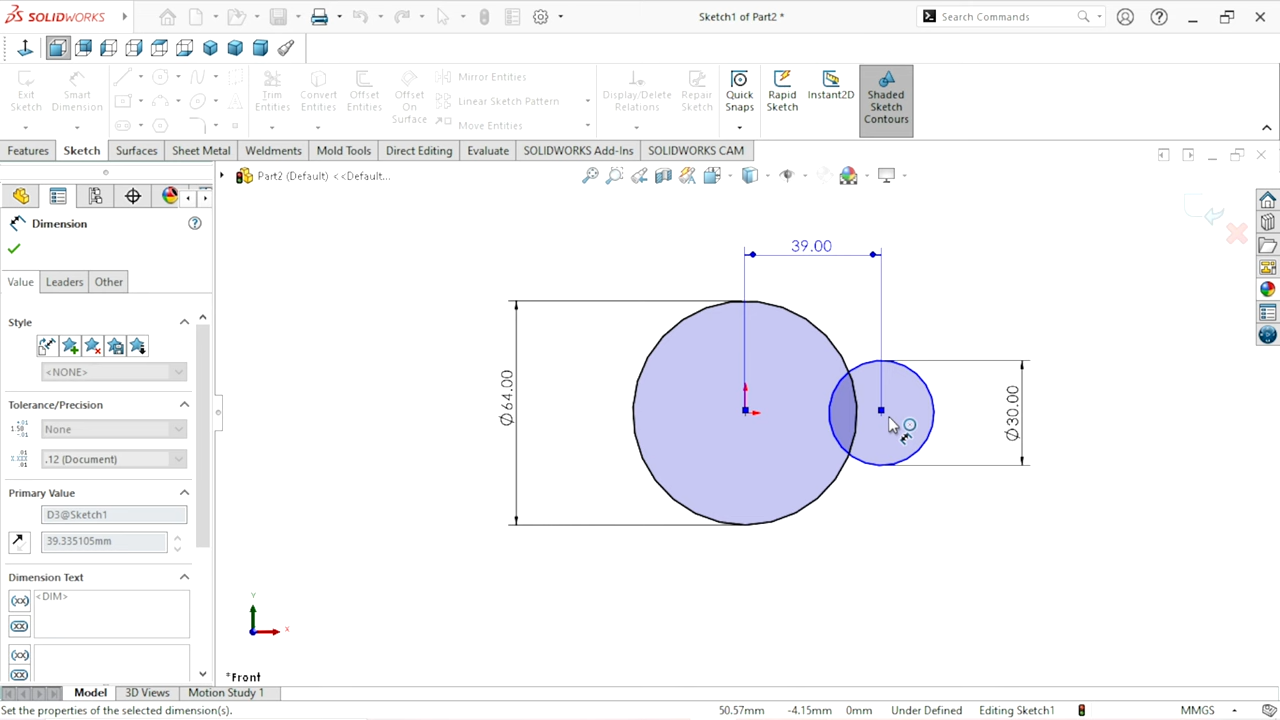 SOLIDWORKS
Sketch1 of Part2 *
Search Commands
Exit Sketch
Smart Dimension
Trim Entities
Convert Entities
Offset Entities
Offset On Surface
Mirror Entities
Linear Sketch Pattern
Move Entities
Display/Delete Relations
Repair Sketch
Quick Snaps
Rapid Sketch
Instant2D
Shaded Sketch Contours
Features
Sketch
Surfaces
Sheet Metal
Weldments
Mold Tools
Direct Editing
Evaluate
SOLIDWORKS Add-Ins
SOLIDWORKS CAM
Part2 (Default) <<Default...
Dimension
Value
Leaders
Other
Style
<NONE>
Tolerance/Precision
None
.12 (Document)
Primary Value
D3@Sketch1
39.335105mm
Dimension Text
<DIM>
39.00
Ø64.00
Ø30.00
Y
X
*Front
Model
3D Views
Motion Study 1
Set the properties of the selected dimension(s).
50.57mm
-4.15mm
0mm
Under Defined
Editing Sketch1
MMGS